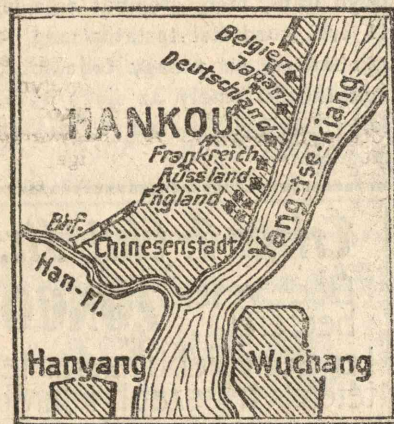 Belgien
Japan
Deutschland
HANKOU
Frankreich
Russland
England
Yang-tse-kiang
Bhf.
Chinesenstadt
Han-Fl.
Hanyang
Wuchang